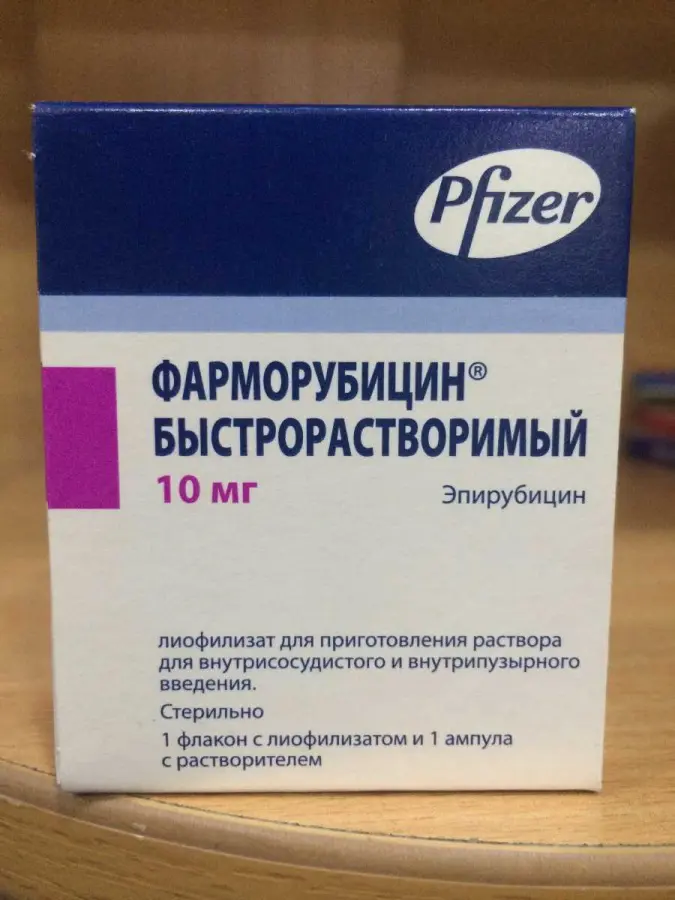 Pfizer
ФАРМОРУБИЦИН®
БЫСТРОРАСТВОРИМЫЙ
10 мг
Эпирубицин
лиофилизат для приготовления раствора
для внутрисосудистого и внутрипузырного
введения.
Стерильно
1 флакон с лиофилизатом и 1 ампула
с растворителем